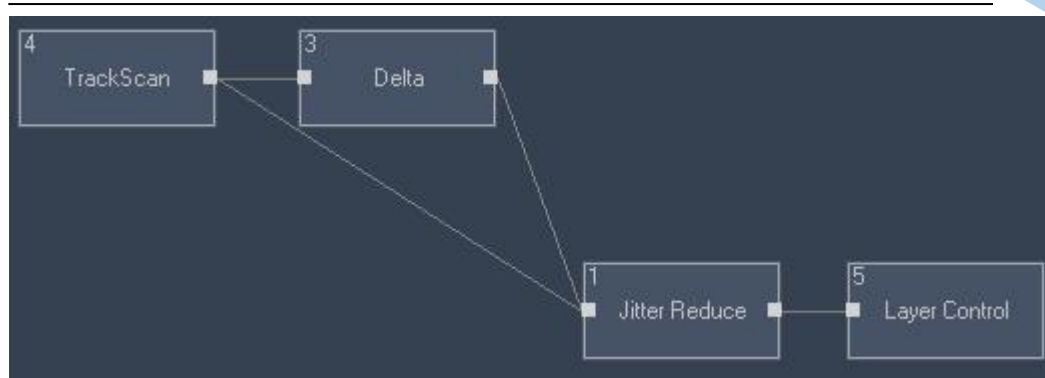 4
TrackScan
3
Delta
1
Jitter Reduce
5
Layer Control